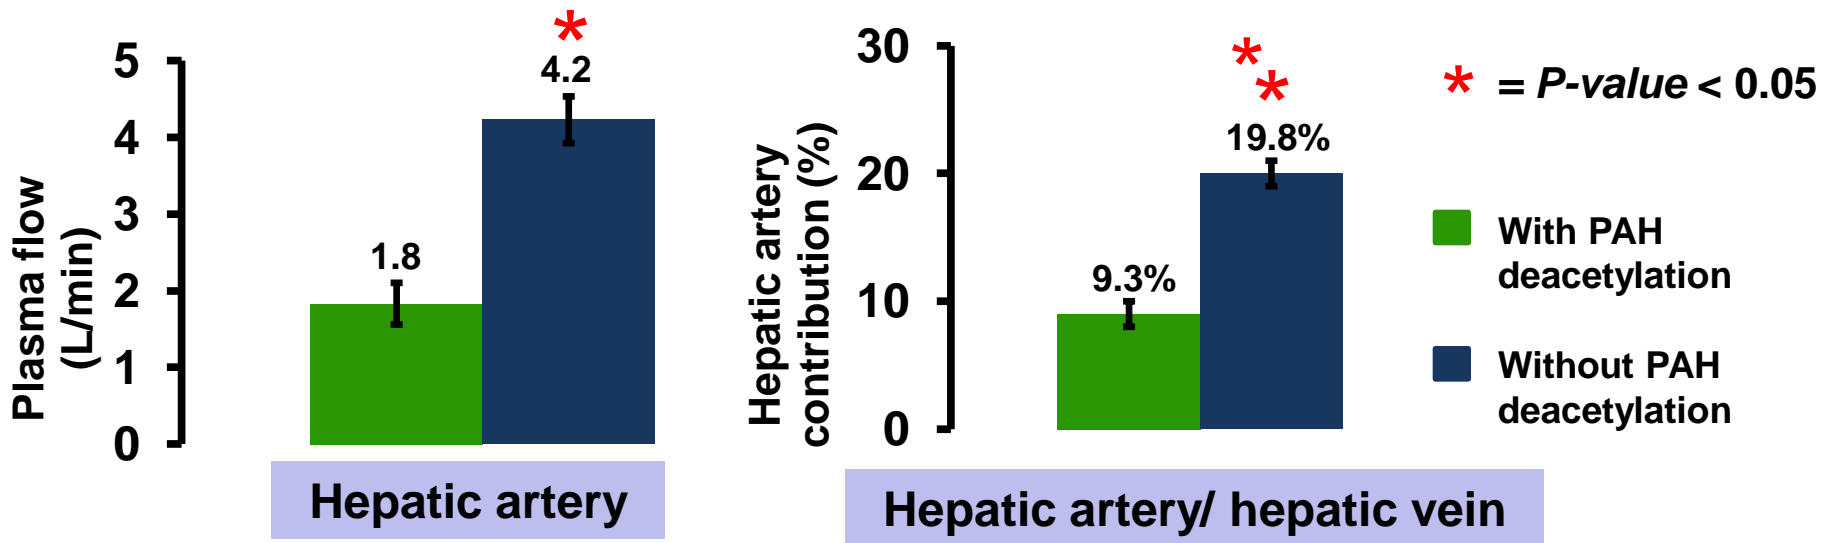 Plasma flow
(L/min)
5
4
3
2
1
0
1.8
*
4.2
Hepatic artery
Hepatic artery
contribution (%)
30
20
10
0
9.3%
*
*
19.8%
Hepatic artery/ hepatic vein
* = P-value < 0.05
With PAH
deacetylation
Without PAH
deacetylation